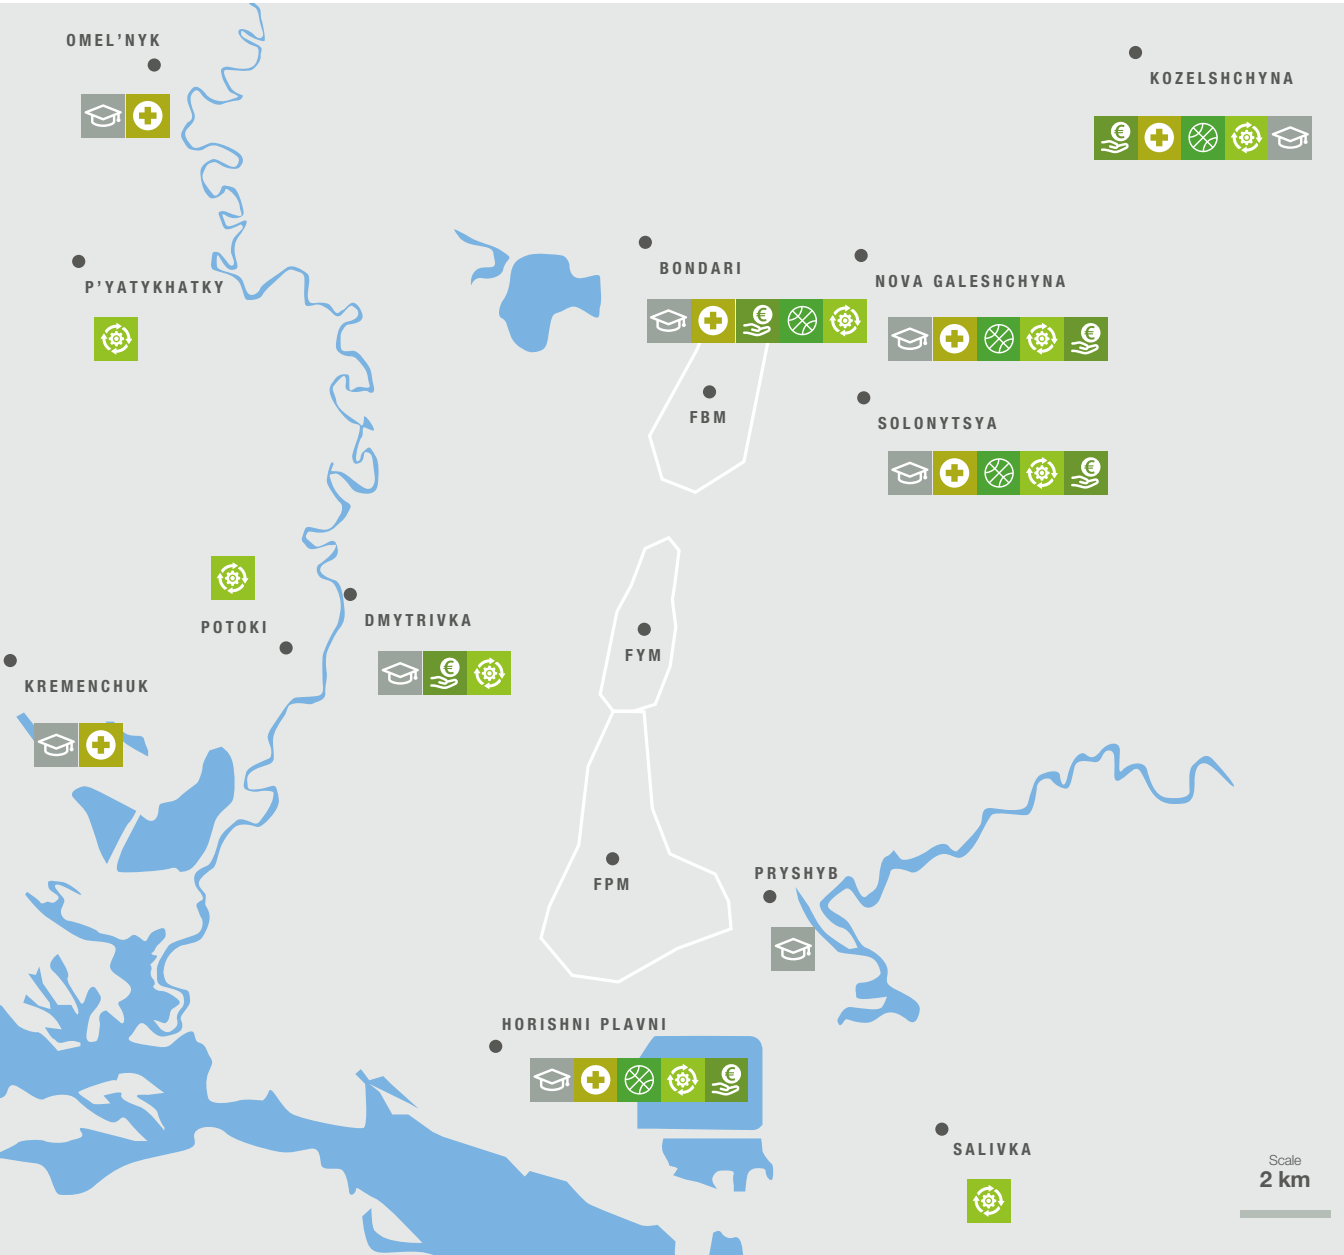 OMEL'NYK
KOZELSHCHYNA
BONDARI
NOVA GALESHCHYNA
P'YATYKHATKY
FBM
SOLONYTSYA
POTOKI
DMYTRIVKA
FYM
KREMENCHUK
PRYSHYB
FPM
HORISHNI PLAVNI
SALIVKA
Scale
2 km